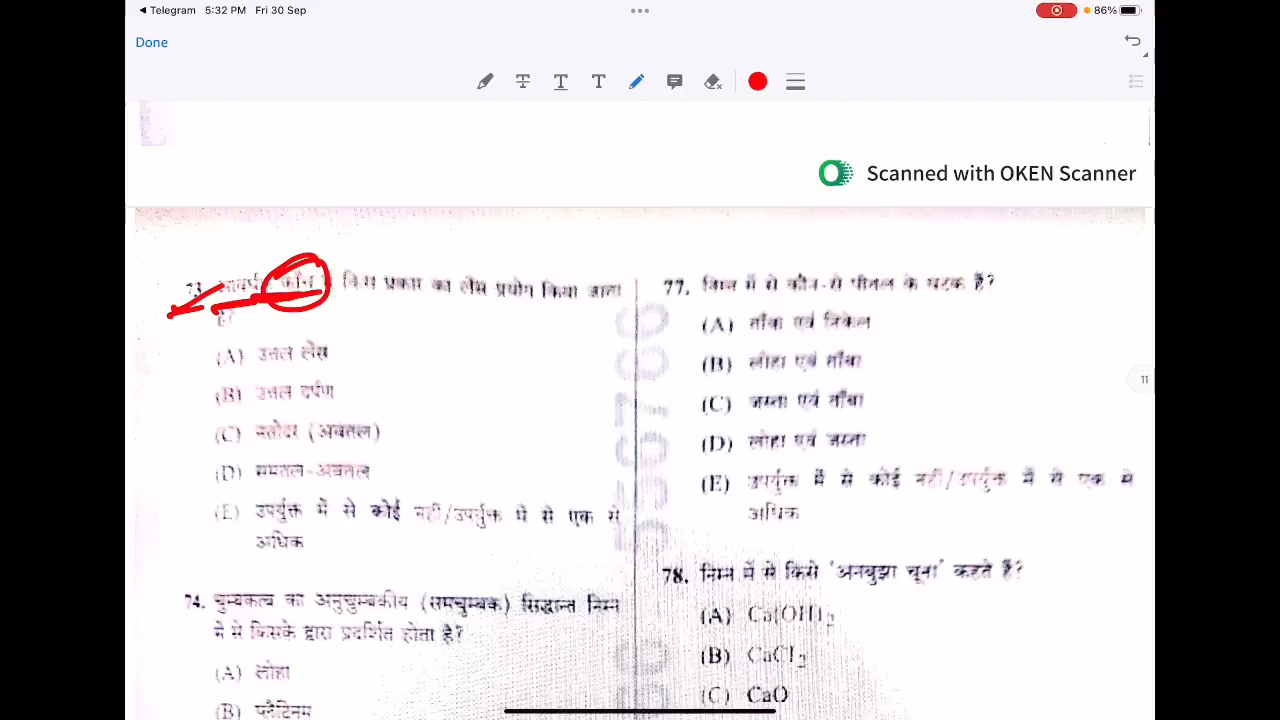 Telegram 5:32 PM Fri 30 Sep
86%
Done
Scanned with OKEN Scanner
73. किस प्रकार का लेंस प्रयोग किया जाता
है?
(A) उत्तल लेंस
(B) उत्तल दर्पण
(C) नतोदर (अवतल)
(D) समतल-अवतल
(E) उपर्युक्त में से कोई नहीं/उपर्युक्त में से एक से
अधिक
74. चुम्बकत्व का अनुचुम्बकीय (समचुम्बक) सिद्धान्त निम्न
में से किसके द्वारा प्रदर्शित होता है?
(A) लोहा
(B) प्लैटिनम
77. निम्न में से कौन-से पीतल के घटक हैं?
(A) ताँबा एवं निकेल
(B) लोहा एवं ताँबा
(C) जस्ता एवं ताँबा
(D) लोहा एवं जस्ता
(E) उपर्युक्त में से कोई नहीं/उपर्युक्त में से एक से
अधिक
78. निम्न में से किसे 'अनबुझा चूना' कहते हैं?
(A) Ca(OH)2
(B) CaCl2
(C) CaO
11